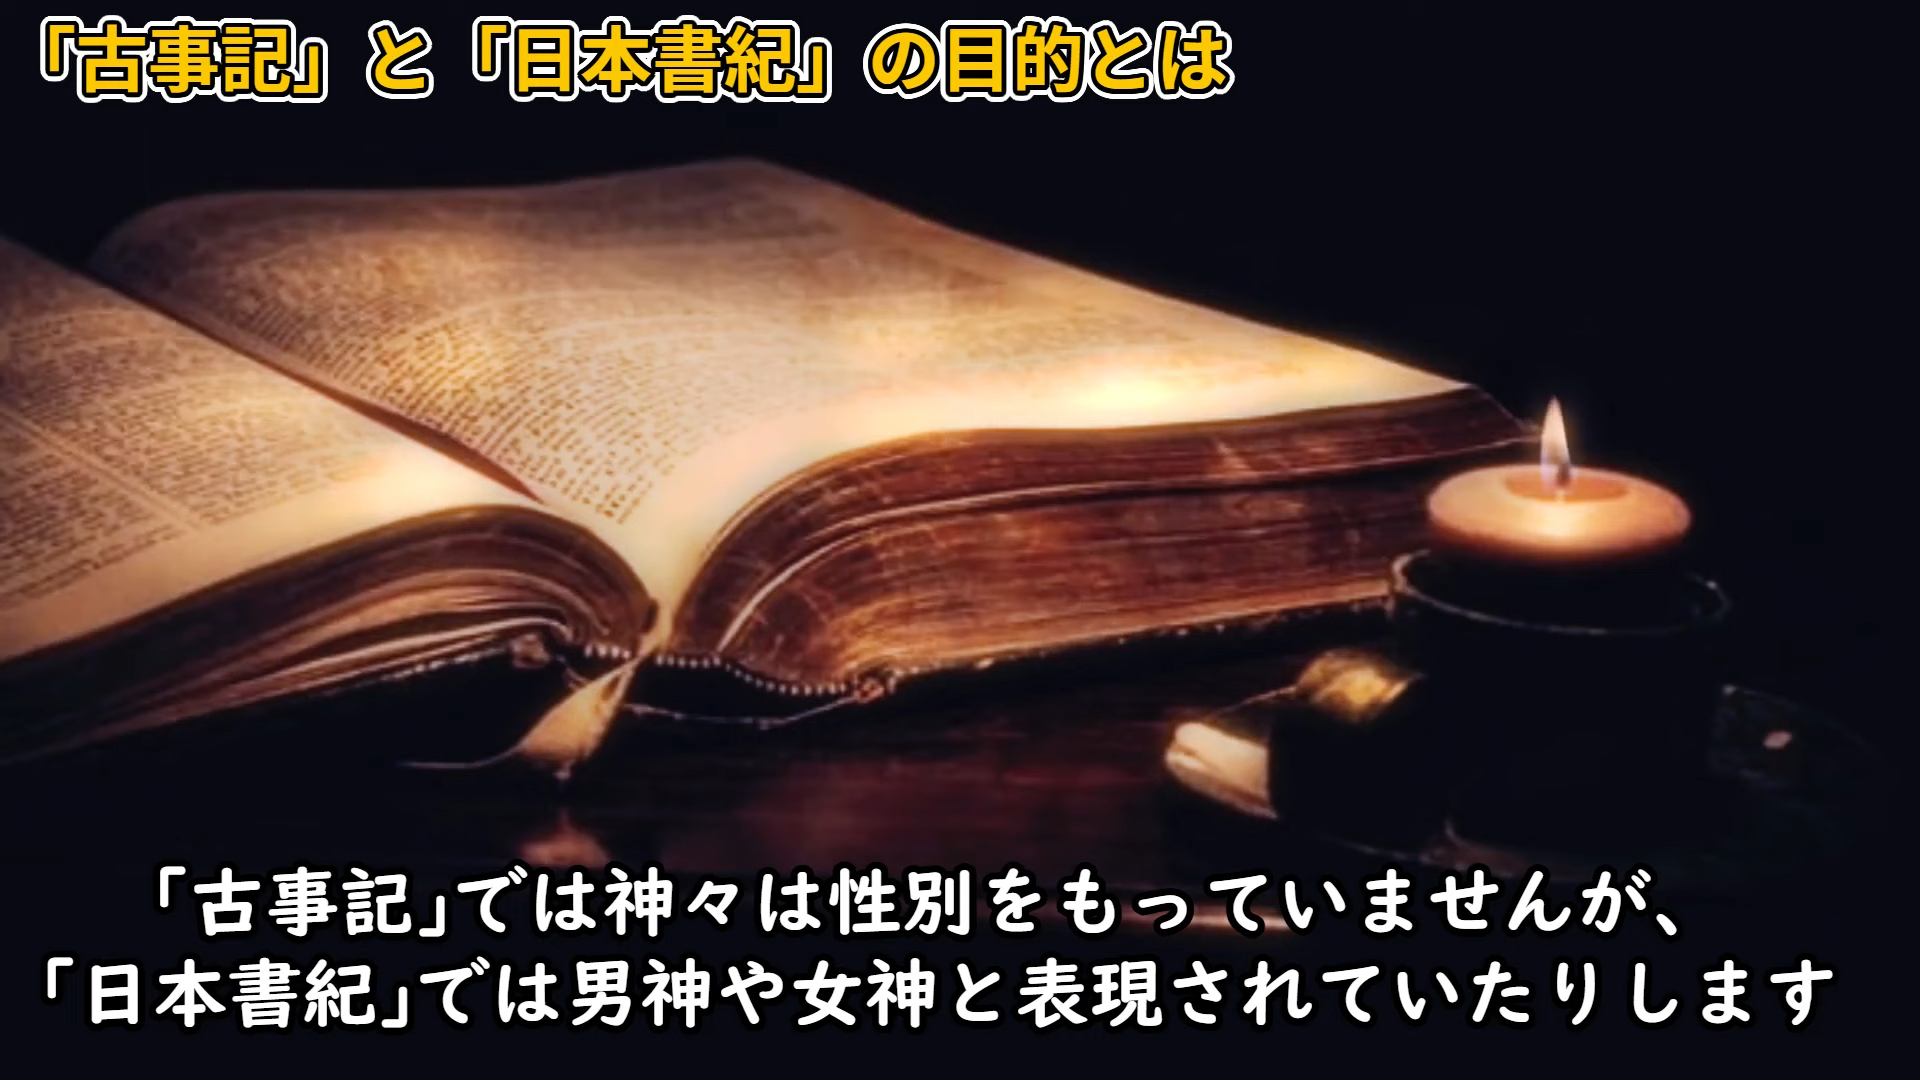 「古事記」と「日本書紀」の目的とは
「古事記」では神々は性別をもっていませんが、
「日本書紀」では男神や女神と表現されていたりします